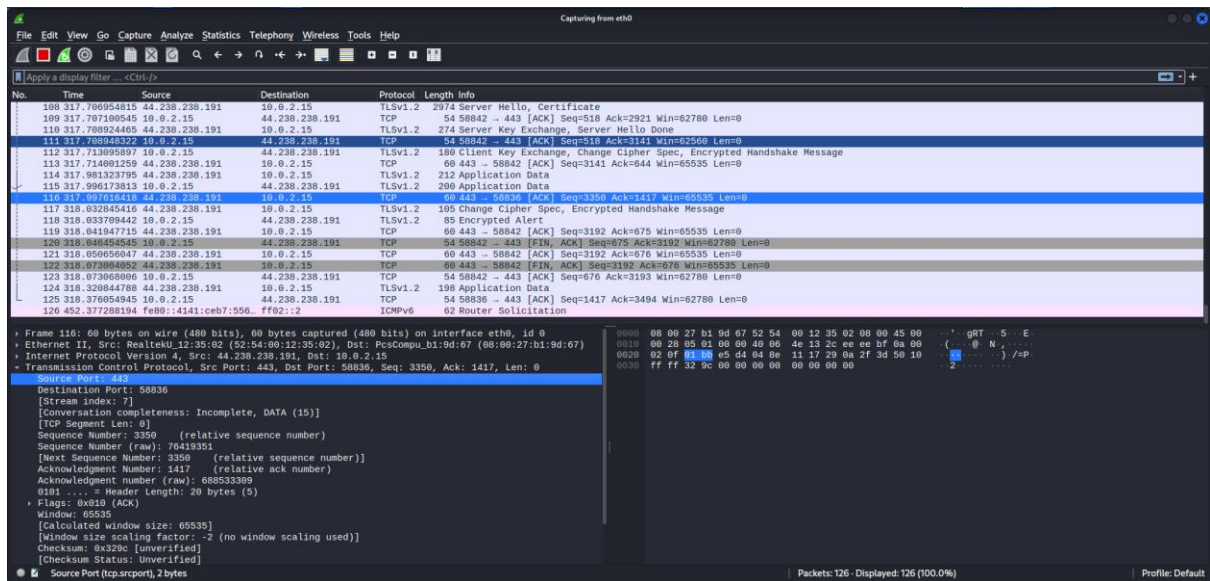 Capturing from eth0
File Edit View Go Capture Analyze Statistics Telephony Wireless Tools Help
Apply a display filter … <Ctrl-/>
No. Time Source Destination Protocol Length Info
108 317.706954815 44.238.238.191 10.0.2.15 TLSv1.2 2974 Server Hello, Certificate
109 317.707100545 10.0.2.15 44.238.238.191 TCP 54 58842 → 443 [ACK] Seq=518 Ack=2921 Win=62780 Len=0
110 317.708924465 44.238.238.191 10.0.2.15 TLSv1.2 274 Server Key Exchange, Server Hello Done
111 317.708948322 10.0.2.15 44.238.238.191 TCP 54 58842 → 443 [ACK] Seq=518 Ack=3141 Win=62560 Len=0
112 317.713095897 10.0.2.15 44.238.238.191 TLSv1.2 180 Client Key Exchange, Change Cipher Spec, Encrypted Handshake Message
113 317.714001259 44.238.238.191 10.0.2.15 TCP 60 443 → 58842 [ACK] Seq=3141 Ack=644 Win=65535 Len=0
114 317.981323795 44.238.238.191 10.0.2.15 TLSv1.2 212 Application Data
115 317.996173813 10.0.2.15 44.238.238.191 TLSv1.2 200 Application Data
116 317.997616418 44.238.238.191 10.0.2.15 TCP 60 443 → 58836 [ACK] Seq=3350 Ack=1417 Win=65535 Len=0
117 318.032845416 44.238.238.191 10.0.2.15 TLSv1.2 105 Change Cipher Spec, Encrypted Handshake Message
118 318.033709442 10.0.2.15 44.238.238.191 TLSv1.2 85 Encrypted Alert
119 318.041947715 44.238.238.191 10.0.2.15 TCP 60 443 → 58842 [ACK] Seq=3192 Ack=675 Win=65535 Len=0
120 318.046454545 10.0.2.15 44.238.238.191 TCP 54 58842 → 443 [FIN, ACK] Seq=675 Ack=3192 Win=62780 Len=0
121 318.050656047 44.238.238.191 10.0.2.15 TCP 60 443 → 58842 [ACK] Seq=3192 Ack=676 Win=65535 Len=0
122 318.073004052 44.238.238.191 10.0.2.15 TCP 60 443 → 58842 [FIN, ACK] Seq=3192 Ack=676 Win=65535 Len=0
123 318.073068006 10.0.2.15 44.238.238.191 TCP 54 58842 → 443 [ACK] Seq=676 Ack=3193 Win=62780 Len=0
124 318.320844788 44.238.238.191 10.0.2.15 TLSv1.2 198 Application Data
125 318.376054945 10.0.2.15 44.238.238.191 TCP 54 58836 → 443 [ACK] Seq=1417 Ack=3494 Win=62780 Len=0
126 452.377288194 fe80::4141:ceb7:556… ff02::2 ICMPv6 62 Router Solicitation
Frame 116: 60 bytes on wire (480 bits), 60 bytes captured (480 bits) on interface eth0, id 0
Ethernet II, Src: RealtekU_12:35:02 (52:54:00:12:35:02), Dst: PcsCompu_b1:9d:67 (08:00:27:b1:9d:67)
Internet Protocol Version 4, Src: 44.238.238.191, Dst: 10.0.2.15
Transmission Control Protocol, Src Port: 443, Dst Port: 58836, Seq: 3350, Ack: 1417, Len: 0
Source Port: 443
Destination Port: 58836
[Stream index: 7]
[Conversation completeness: Incomplete, DATA (15)]
[TCP Segment Len: 0]
Sequence Number: 3350 (relative sequence number)
Sequence Number (raw): 76419351
[Next Sequence Number: 3350 (relative sequence number)]
Acknowledgment Number: 1417 (relative ack number)
Acknowledgment number (raw): 688533309
0101 .... = Header Length: 20 bytes (5)
Flags: 0x010 (ACK)
Window: 65535
[Calculated window size: 65535]
[Window size scaling factor: -2 (no window scaling used)]
Checksum: 0x329c [unverified]
[Checksum Status: Unverified]
0000 08 00 27 b1 9d 67 52 54 00 12 35 02 08 00 45 00 ··'··gRT ··5···E·
0010 00 28 05 01 00 00 40 06 4e 13 2c ee ee bf 0a 00 ·(····@· N·,·····
0020 02 0f 01 bb e5 d4 04 8e 11 17 29 0a 2f 3d 50 10 ········ ··)·/=P·
0030 ff ff 32 9c 00 00 00 00 00 00 00 00 ··2····· ····
Source Port (tcp.srcport), 2 bytes
Packets: 126 · Displayed: 126 (100.0%)
Profile: Default